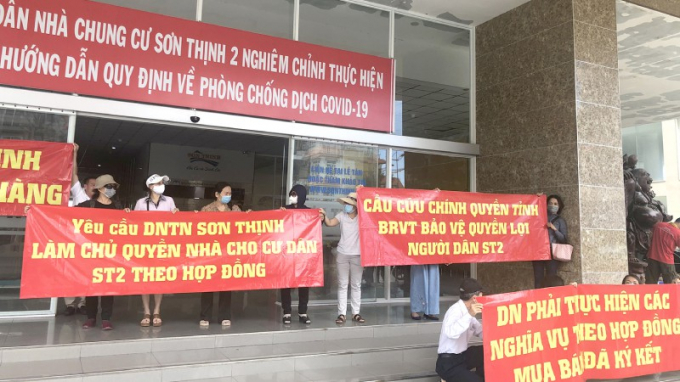 DÂN NHÀ CHUNG CƯ SƠN THỊNH 2 NGHIÊM CHỈNH THỰC HIỆN
HƯỚNG DẪN QUY ĐỊNH VỀ PHÒNG CHỐNG DỊCH COVID-19
HÀNG
Yêu cầu DNTN SƠN THỊNH
LÀM CHỦ QUYỀN NHÀ CHO CƯ DÂN
ST2 THEO HỢP ĐỒNG
CẦU CỨU CHÍNH QUYỀN TỈNH
BRVT BẢO VỆ QUYỀN LỢI
NGƯỜI DÂN ST2
DN PHẢI THỰC HIỆN CÁC
NGHĨA VỤ THEO HỢP ĐỒNG
MUA BÁN ĐÃ KÝ KẾT